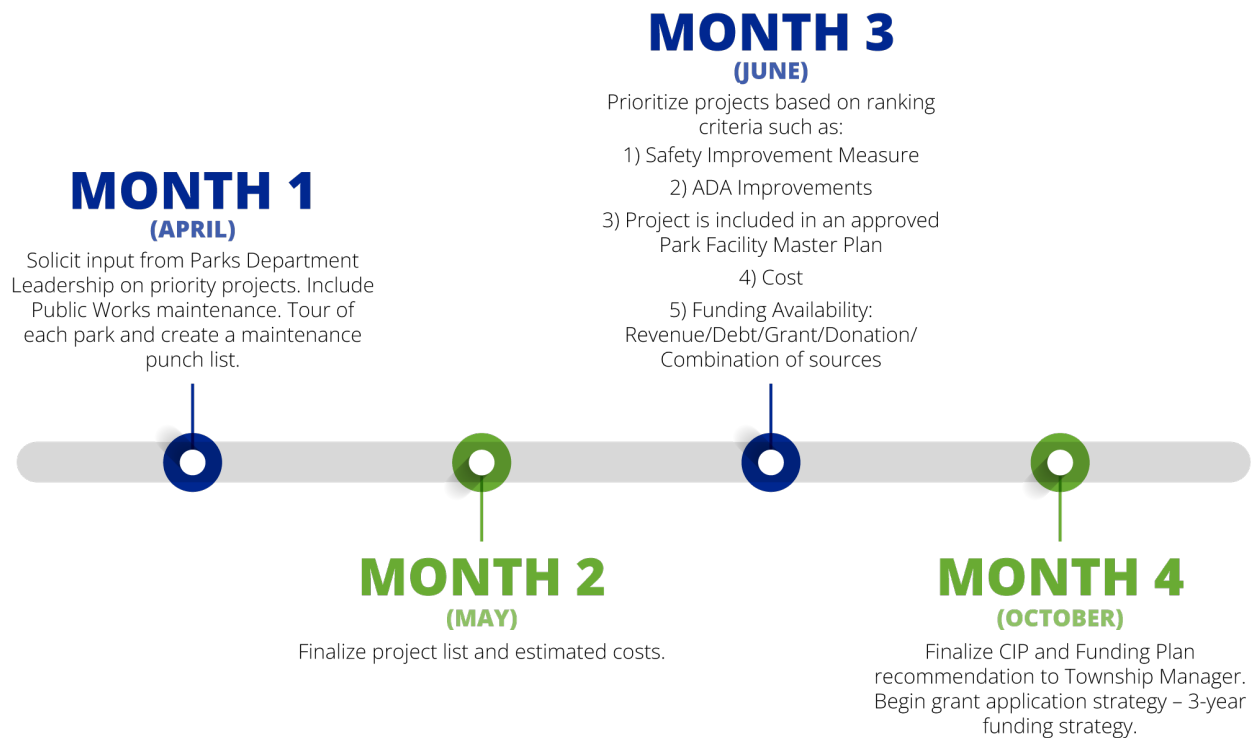 MONTH 1
(APRIL)
Solicit input from Parks Department
Leadership on priority projects. Include
Public Works maintenance. Tour of
each park and create a maintenance
punch list.
MONTH 2
(MAY)
Finalize project list and estimated costs.
MONTH 3
(JUNE)
Prioritize projects based on ranking
criteria such as:
1) Safety Improvement Measure
2) ADA Improvements
3) Project is included in an approved
Park Facility Master Plan
4) Cost
5) Funding Availability:
Revenue/Debt/Grant/Donation/
Combination of sources
MONTH 4
(OCTOBER)
Finalize CIP and Funding Plan
recommendation to Township Manager.
Begin grant application strategy – 3-year
funding strategy.